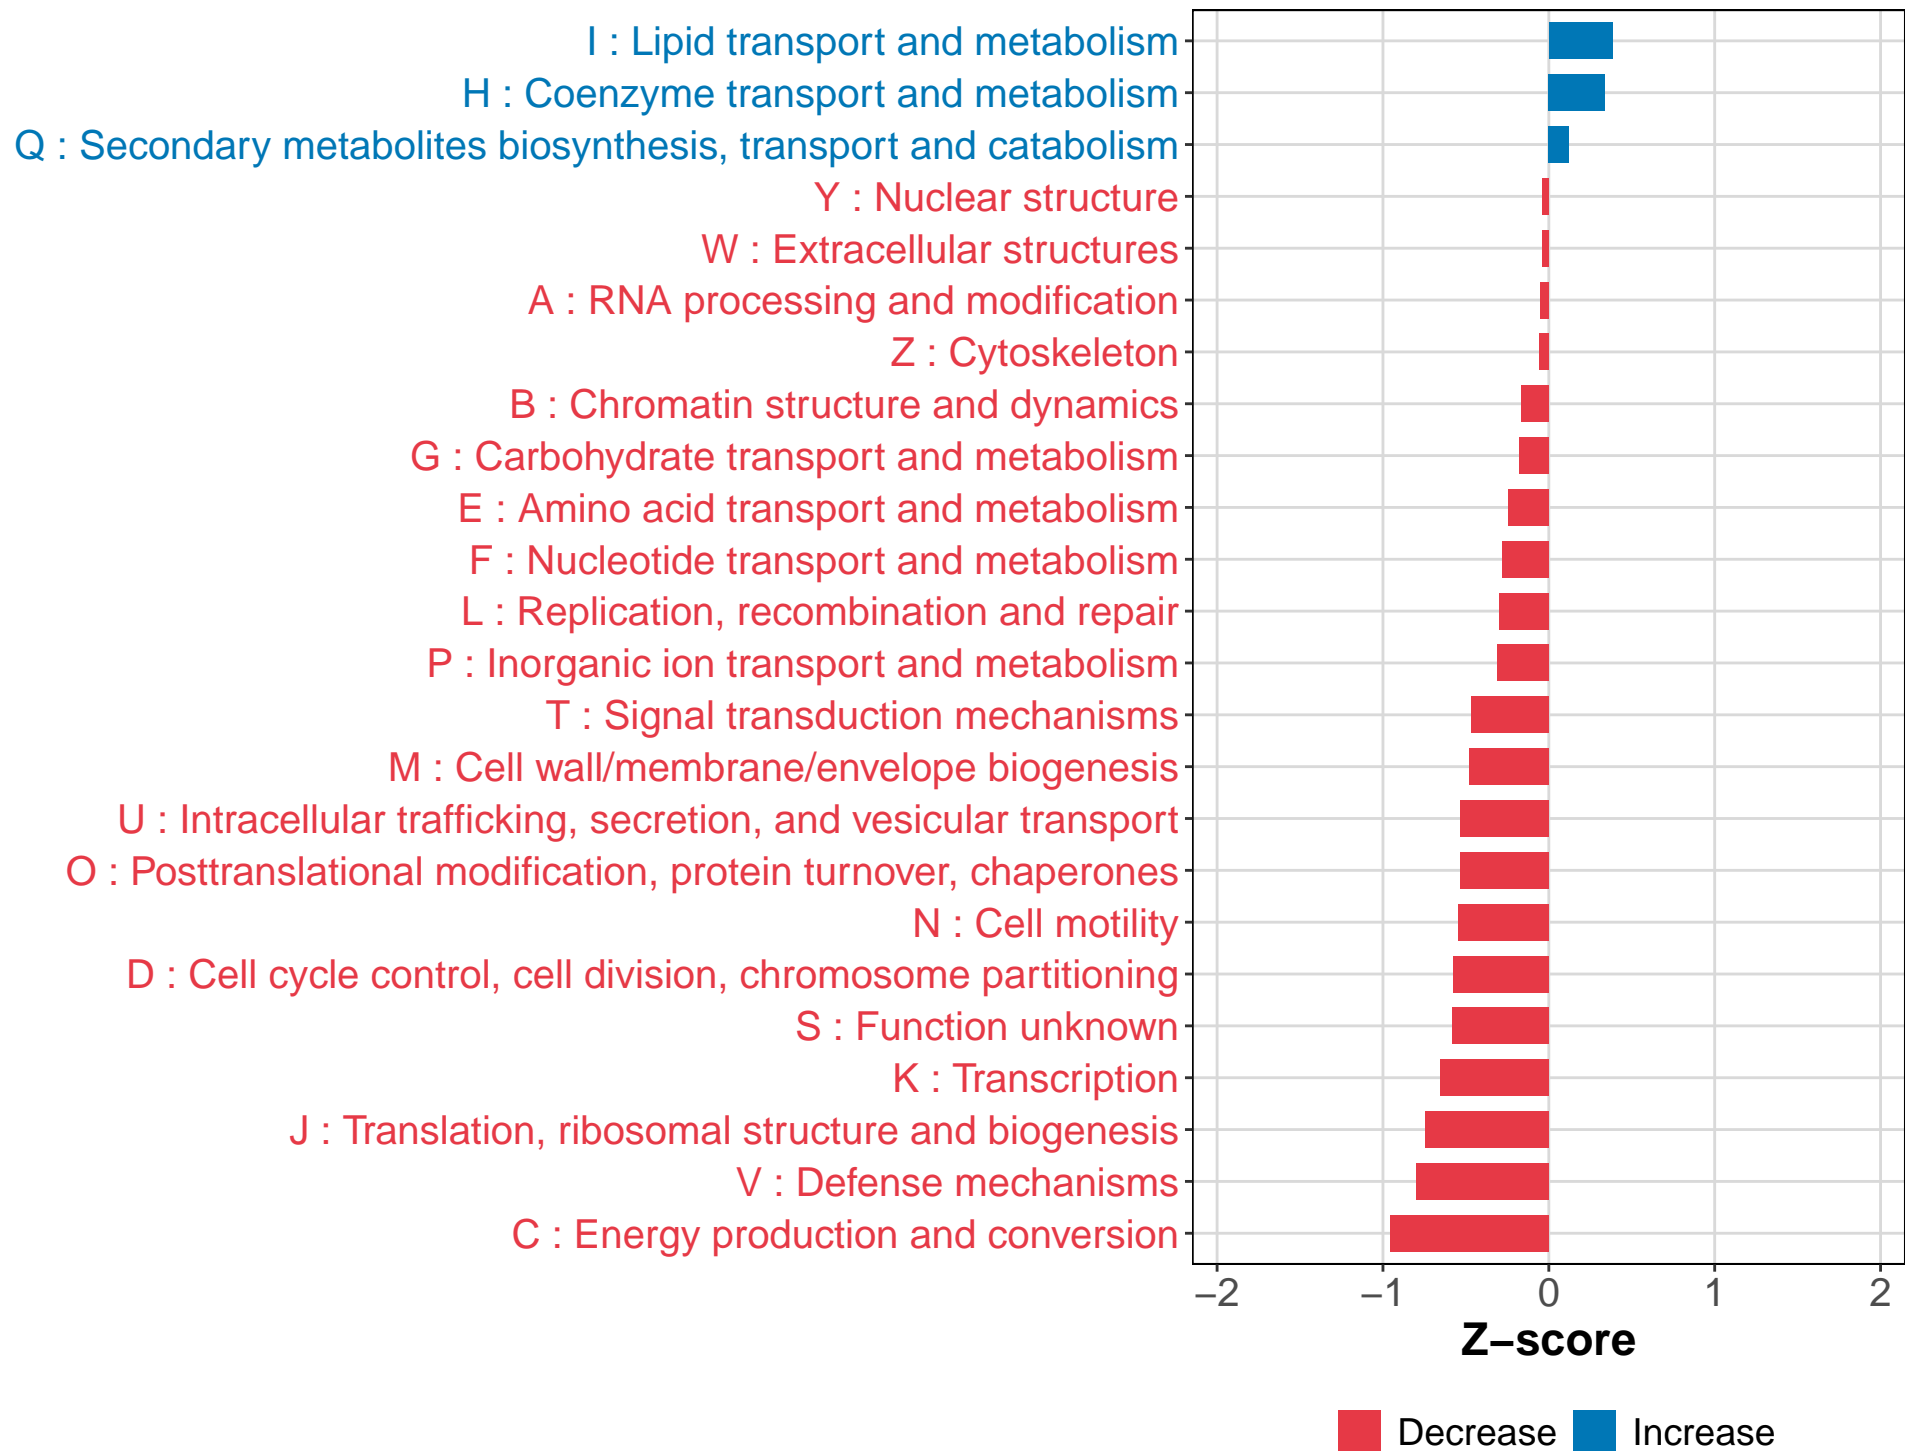 I : Lipid transport and metabolism
H : Coenzyme transport and metabolism
Q : Secondary metabolites biosynthesis, transport and catabolism
Y : Nuclear structure
W : Extracellular structures
A : RNA processing and modification
Z : Cytoskeleton
B : Chromatin structure and dynamics
G : Carbohydrate transport and metabolism
E : Amino acid transport and metabolism
F : Nucleotide transport and metabolism
L : Replication, recombination and repair
P : Inorganic ion transport and metabolism
T : Signal transduction mechanisms
M : Cell wall/membrane/envelope biogenesis
U : Intracellular trafficking, secretion, and vesicular transport
O : Posttranslational modification, protein turnover, chaperones
N : Cell motility
D : Cell cycle control, cell division, chromosome partitioning
S : Function unknown
K : Transcription
J : Translation, ribosomal structure and biogenesis
V : Defense mechanisms
C : Energy production and conversion
−2 −1 0 1 2
Z−score
Decrease Increase